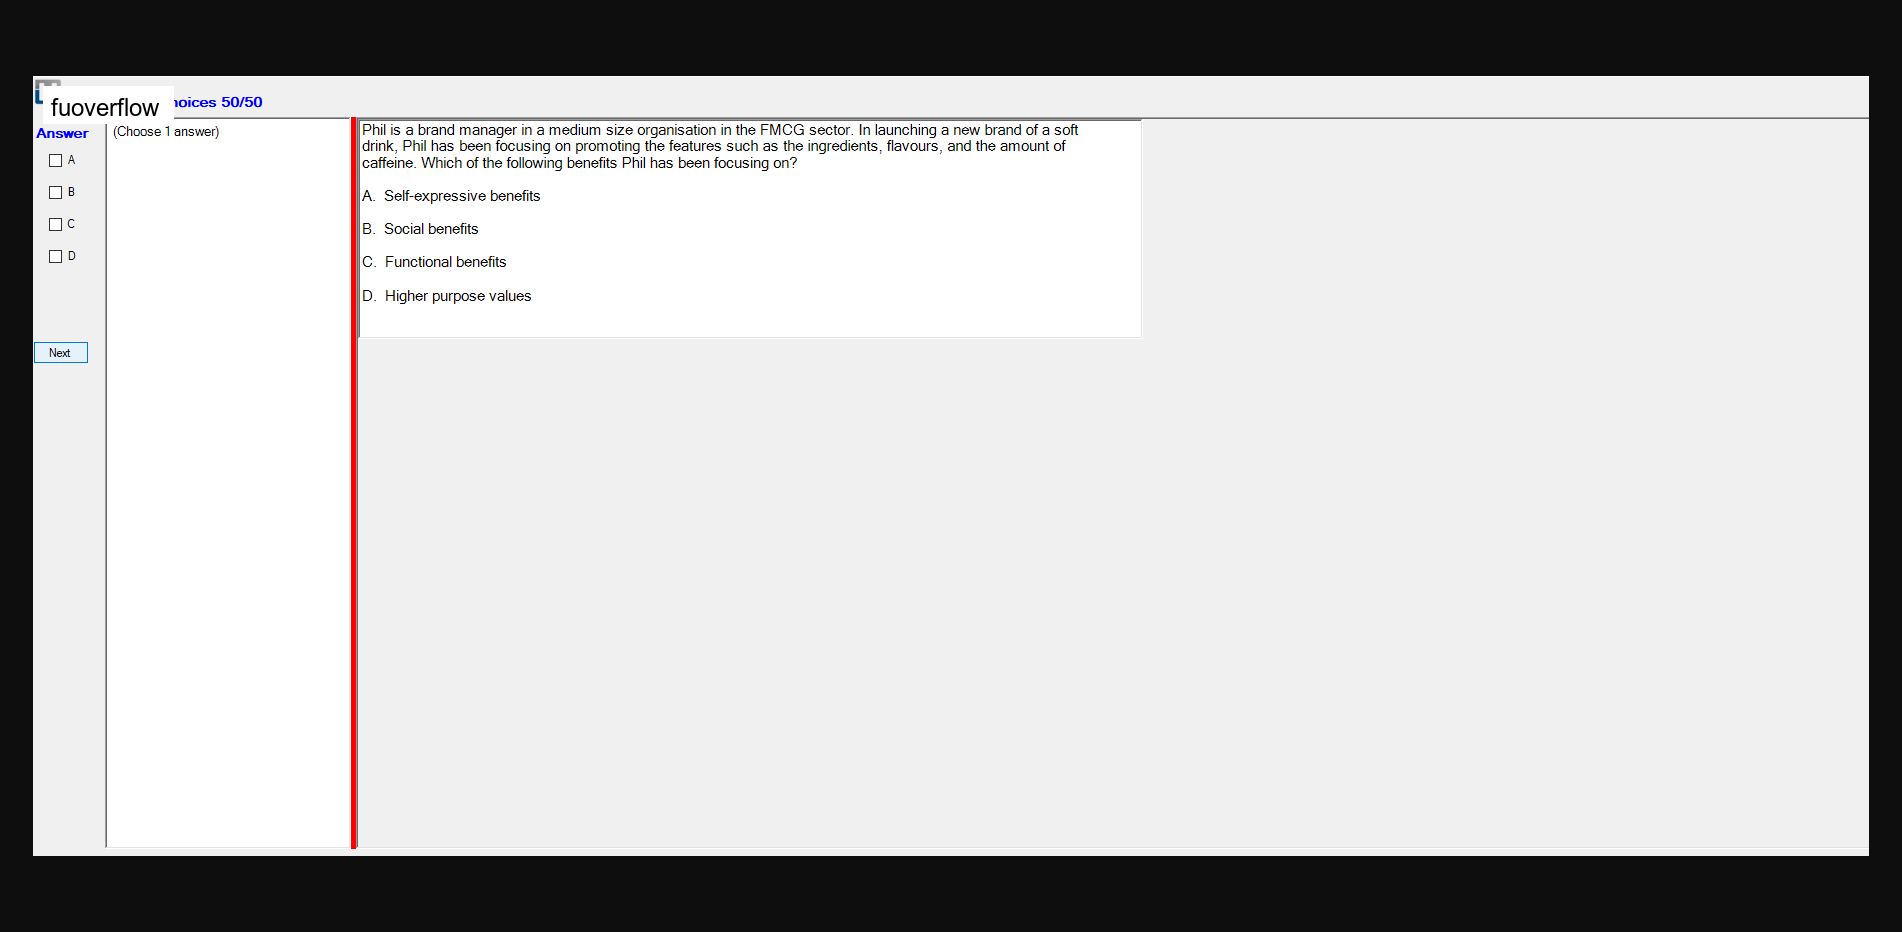 fuoverflow
hoices 50/50
Answer
(Choose 1 answer)
A
B
C
D
Next
Phil is a brand manager in a medium size organisation in the FMCG sector. In launching a new brand of a soft
drink, Phil has been focusing on promoting the features such as the ingredients, flavours, and the amount of
caffeine. Which of the following benefits Phil has been focusing on?
A. Self-expressive benefits
B. Social benefits
C. Functional benefits
D. Higher purpose values